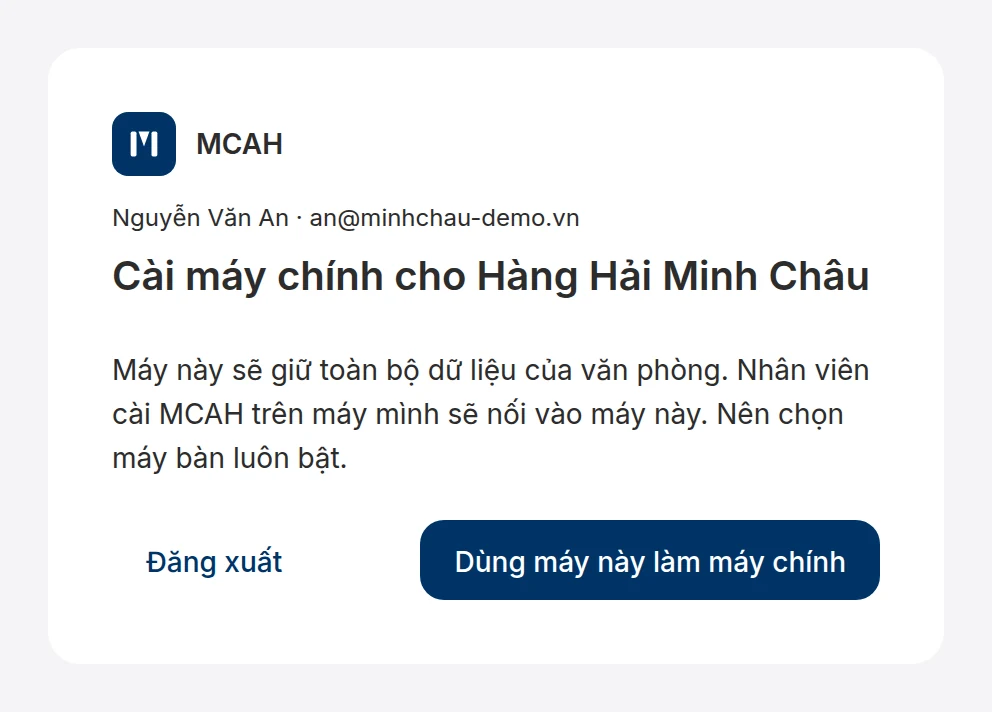 MCAH
Nguyễn Văn An · an@minhchau-demo.vn
Cài máy chính cho Hàng Hải Minh Châu
Máy này sẽ giữ toàn bộ dữ liệu của văn phòng. Nhân viên
cài MCAH trên máy mình sẽ nối vào máy này. Nên chọn
máy bàn luôn bật.
Đăng xuất
Dùng máy này làm máy chính